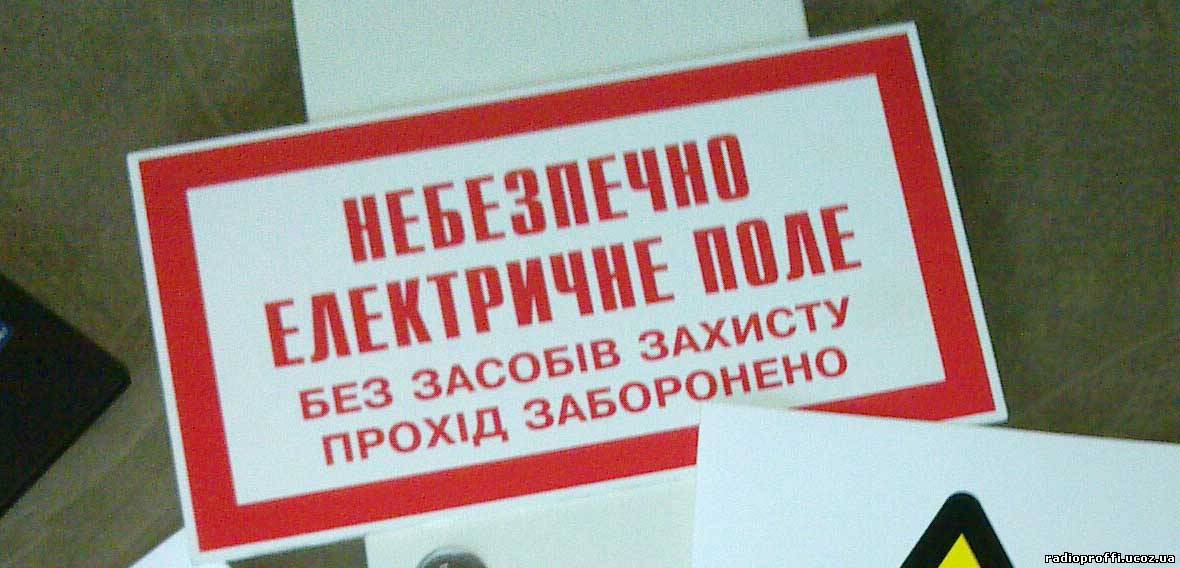 НЕБЕЗПЕЧНО
ЕЛЕКТРИЧНЕ ПОЛЕ
БЕЗ ЗАСОБІВ ЗАХИСТУ
ПРОХІД ЗАБОРОНЕНО
radioproffi.ucoz.ua